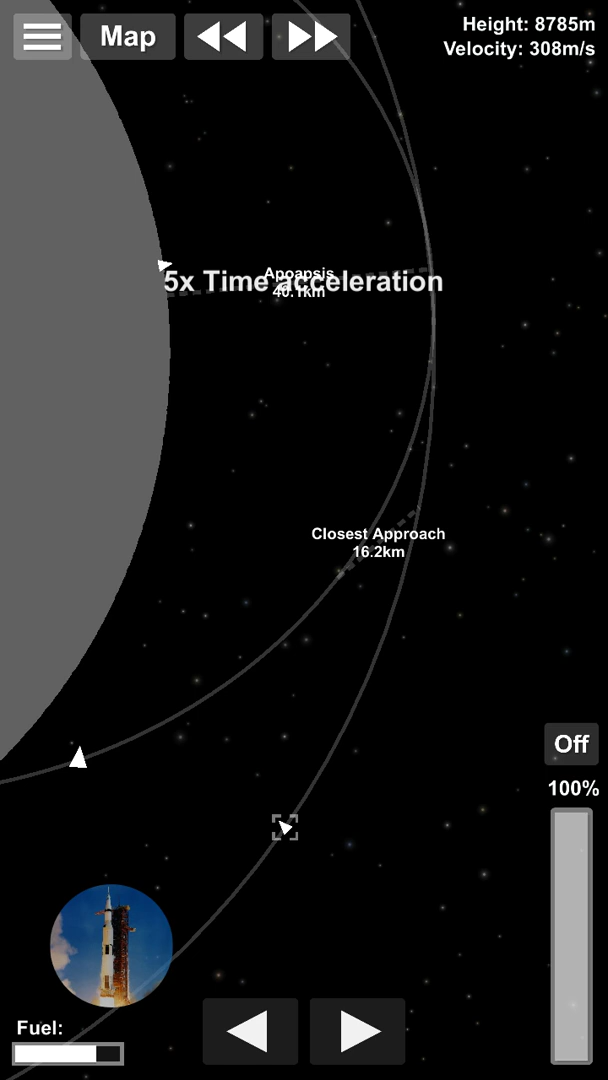 Map
Height: 8785m
Velocity: 308m/s
Apoapsis
40.1km
5x Time acceleration
Closest Approach
16.2km
Off
100%
Fuel: